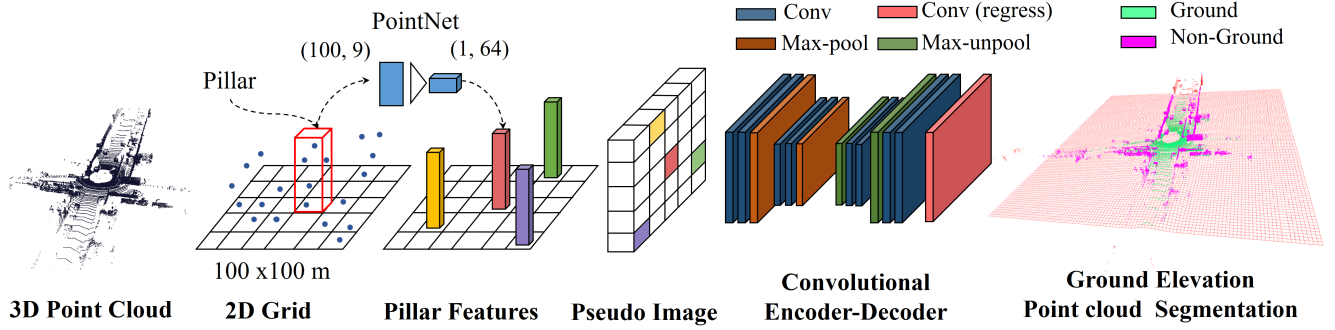 PointNet
(100, 9)
(1, 64)
Pillar
Conv
Conv (regress)
Max-pool
Max-unpool
Ground
Non-Ground
100 x100 m
3D Point Cloud
2D Grid
Pillar Features
Pseudo Image
Convolutional
Encoder-Decoder
Ground Elevation
Point cloud Segmentation